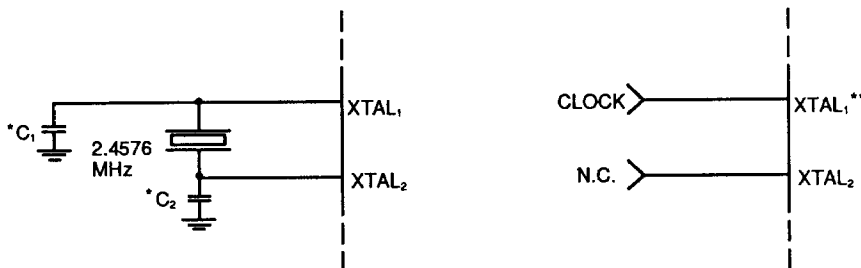 *C₁
2.4576
MHz
*C₂
XTAL₁
XTAL₂
CLOCK
N.C.
XTAL₁**
XTAL₂